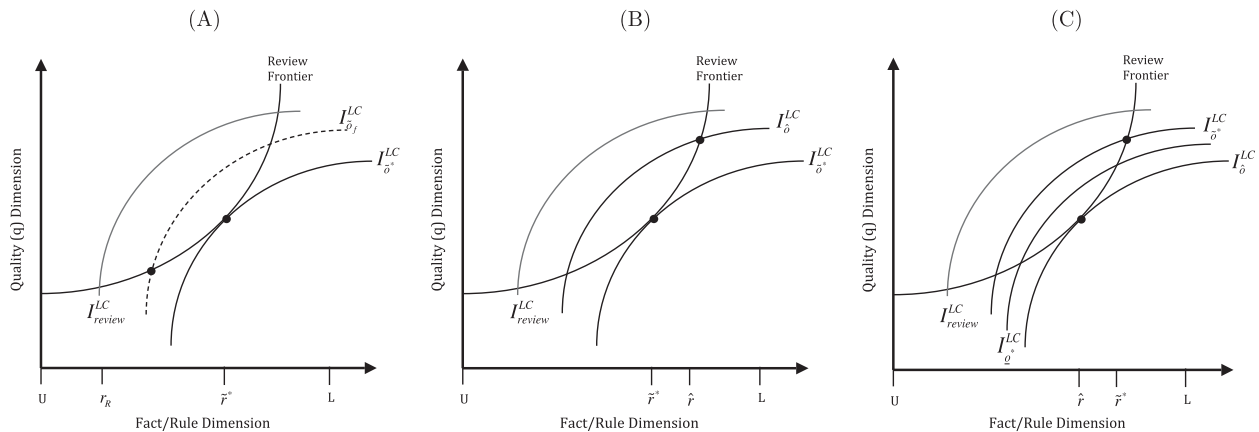 (A)
Review
Frontier
I^{LC}_{\tilde{o}_f}
I^{LC}_{\tilde{o}^*}
I^{LC}_{review}
Quality (q) Dimension
U
r_R
\tilde{r}^*
L
Fact/Rule Dimension
(B)
Review
Frontier
I^{LC}_{\hat{o}}
I^{LC}_{\tilde{o}^*}
I^{LC}_{review}
Quality (q) Dimension
U
\tilde{r}^*
\hat{r}
L
Fact/Rule Dimension
(C)
Review
Frontier
I^{LC}_{\tilde{o}^*}
I^{LC}_{\hat{o}}
I^{LC}_{review}
I^{LC}_{\underline{o}^*}
Quality (q) Dimension
U
\hat{r}
\tilde{r}^*
L
Fact/Rule Dimension